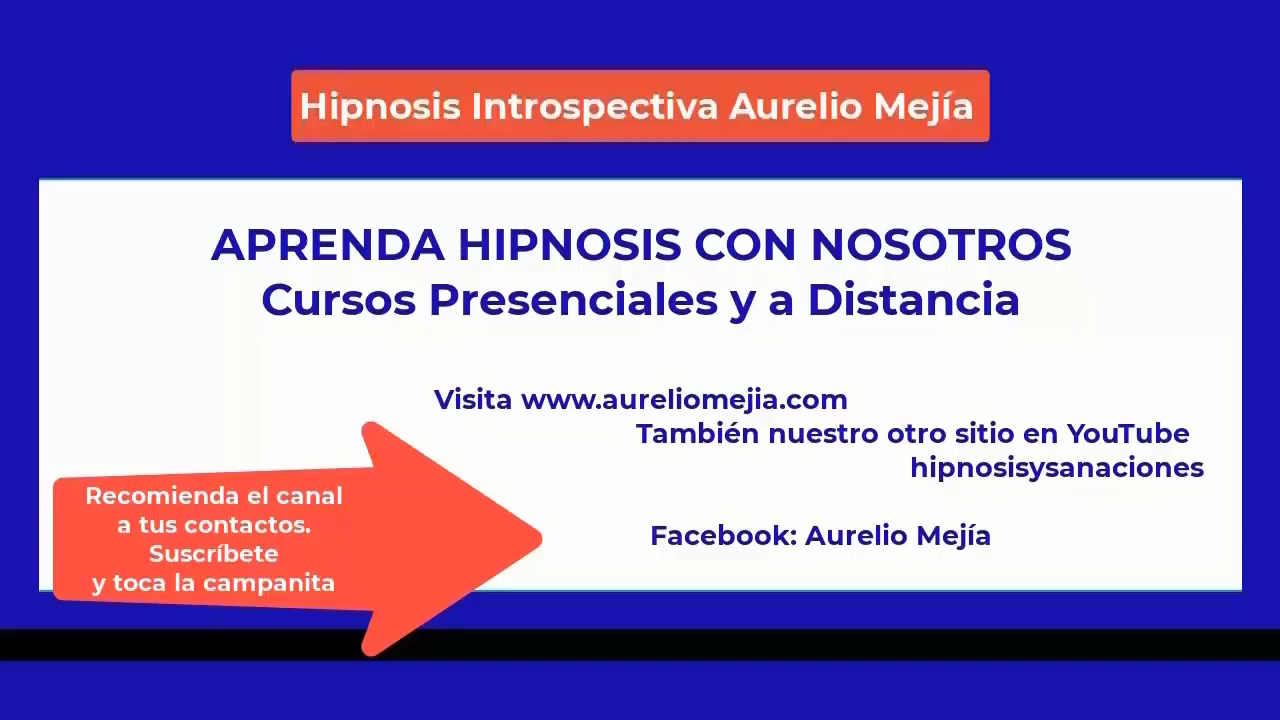 Hipnosis Introspectiva Aurelio Mejía
APRENDA HIPNOSIS CON NOSOTROS
Cursos Presenciales y a Distancia
Visita www.aureliomejia.com
También nuestro otro sitio en YouTube
hipnosisysanaciones
Facebook: Aurelio Mejía
Recomienda el canal
a tus contactos.
Suscríbete
y toca la campanita